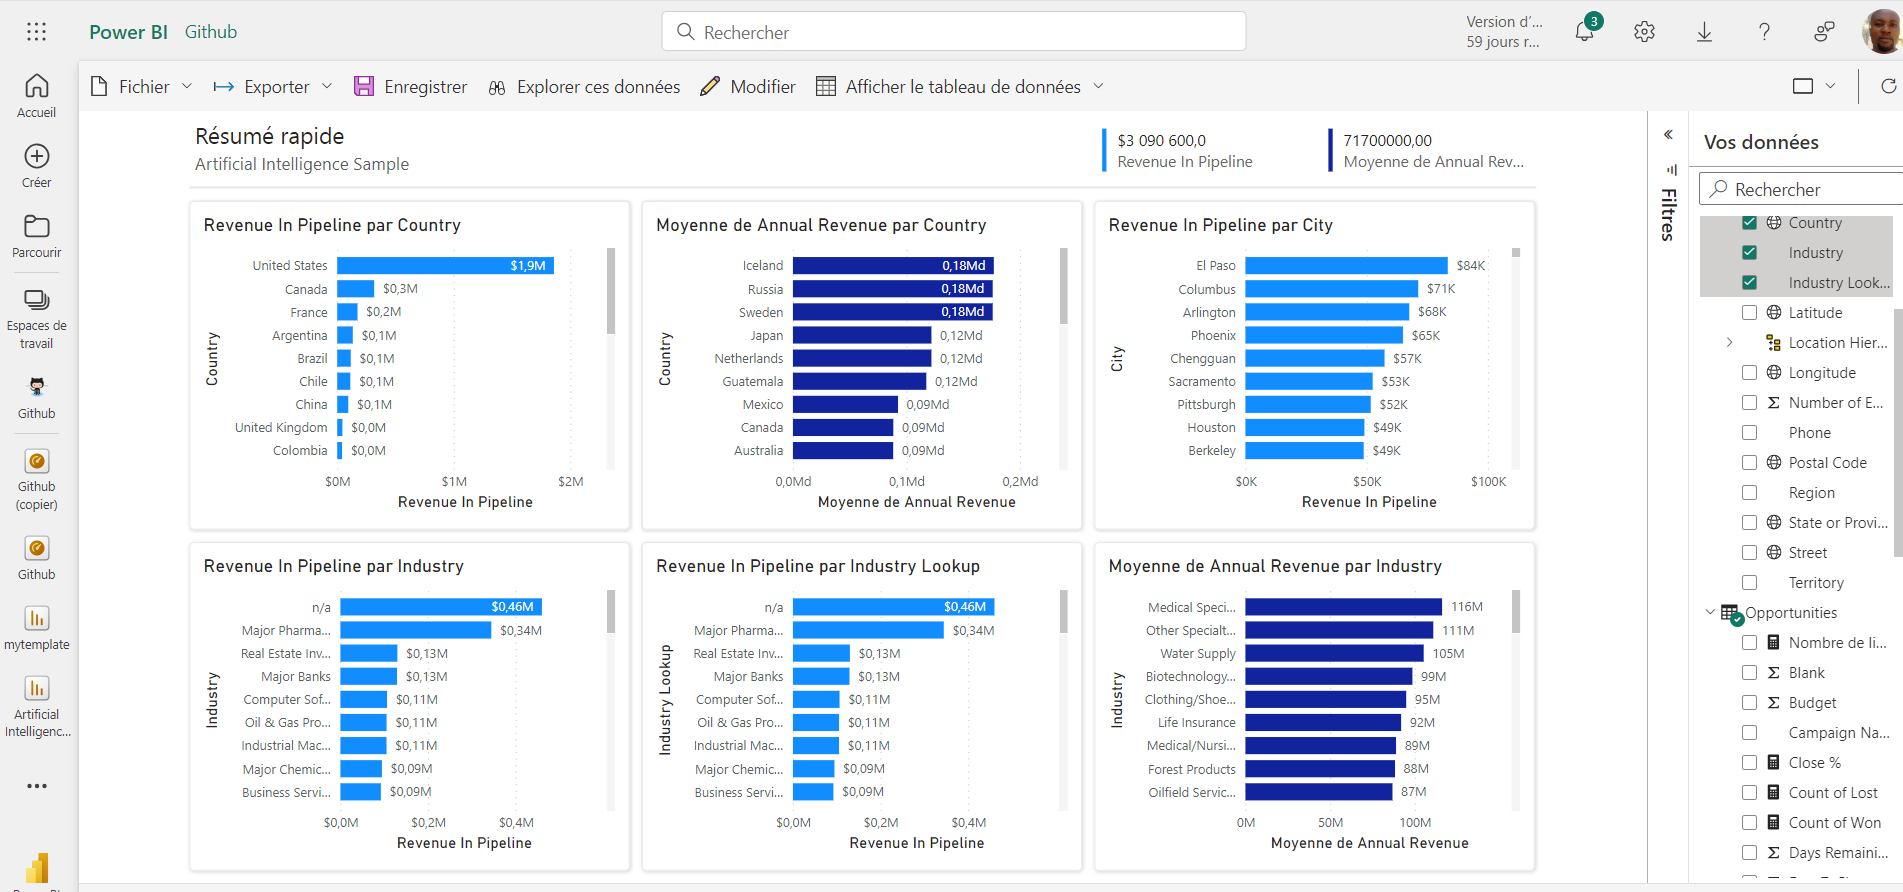 Power BI Github
Rechercher
Version d'...
59 jours r...
3
Accueil
Créer
Parcourir
Espaces de
travail
Github
Github
(copier)
Github
mytemplate
Artificial
Intelligenc...
Fichier
Exporter
Enregistrer
Explorer ces données
Modifier
Afficher le tableau de données
Résumé rapide
Artificial Intelligence Sample
$3 090 600,0
Revenue In Pipeline
71700000,00
Moyenne de Annual Rev...
Revenue In Pipeline par Country
Country
United States $1,9M
Canada $0,3M
France $0,2M
Argentina $0,1M
Brazil $0,1M
Chile $0,1M
China $0,1M
United Kingdom $0,0M
Colombia $0,0M
$0M $1M $2M
Revenue In Pipeline
Moyenne de Annual Revenue par Country
Country
Iceland 0,18Md
Russia 0,18Md
Sweden 0,18Md
Japan 0,12Md
Netherlands 0,12Md
Guatemala 0,12Md
Mexico 0,09Md
Canada 0,09Md
Australia 0,09Md
0,0Md 0,1Md 0,2Md
Moyenne de Annual Revenue
Revenue In Pipeline par City
City
El Paso $84K
Columbus $71K
Arlington $68K
Phoenix $65K
Chengguan $57K
Sacramento $53K
Pittsburgh $52K
Houston $49K
Berkeley $49K
$0K $50K $100K
Revenue In Pipeline
Revenue In Pipeline par Industry
Industry
n/a $0,46M
Major Pharma... $0,34M
Real Estate Inv... $0,13M
Major Banks $0,13M
Computer Sof... $0,11M
Oil & Gas Pro... $0,11M
Industrial Mac... $0,11M
Major Chemic... $0,09M
Business Servi... $0,09M
$0,0M $0,2M $0,4M
Revenue In Pipeline
Revenue In Pipeline par Industry Lookup
Industry Lookup
n/a $0,46M
Major Pharma... $0,34M
Real Estate Inv... $0,13M
Major Banks $0,13M
Computer Sof... $0,11M
Oil & Gas Pro... $0,11M
Industrial Mac... $0,11M
Major Chemic... $0,09M
Business Servi... $0,09M
$0,0M $0,2M $0,4M
Revenue In Pipeline
Moyenne de Annual Revenue par Industry
Industry
Medical Speci... 116M
Other Specialt... 111M
Water Supply 105M
Biotechnology... 99M
Clothing/Shoe... 95M
Life Insurance 92M
Medical/Nursi... 89M
Forest Products 88M
Oilfield Servic... 87M
0M 50M 100M
Moyenne de Annual Revenue
Filtres
Vos données
Rechercher
Country
Industry
Industry Look...
Latitude
Location Hier...
Longitude
Number of E...
Phone
Postal Code
Region
State or Provi...
Street
Territory
Opportunities
Nombre de li...
Blank
Budget
Campaign Na...
Close %
Count of Lost
Count of Won
Days Remaini...